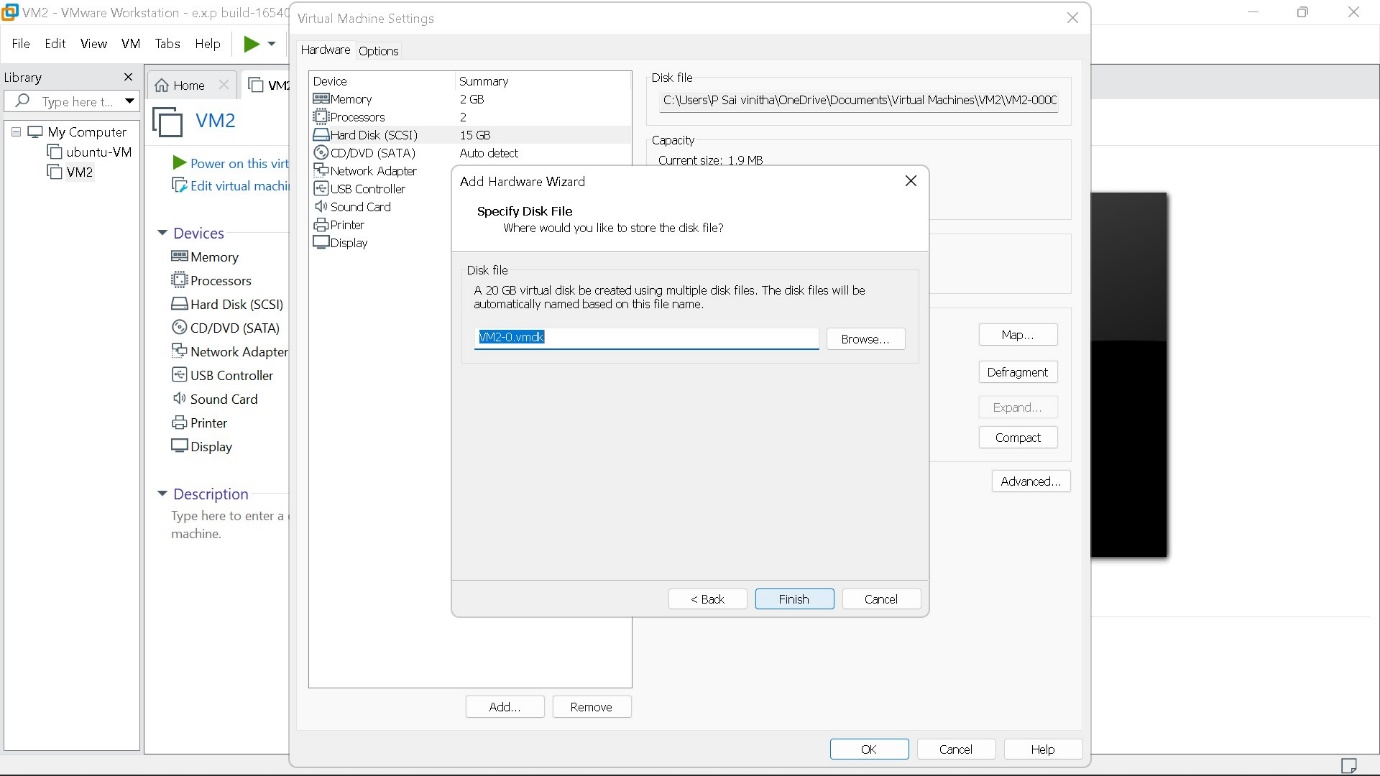 VM2 - VMware Workstation - e.x.p build-16540
File Edit View VM Tabs Help
Library
Type here t...
My Computer
ubuntu-VM
VM2
Home
VM2
VM2
Power on this virt
Edit virtual machi
Devices
Memory
Processors
Hard Disk (SCSI)
CD/DVD (SATA)
Network Adapter
USB Controller
Sound Card
Printer
Display
Description
Type here to enter a
machine.
Virtual Machine Settings
Hardware Options
Device Summary
Memory 2 GB
Processors 2
Hard Disk (SCSI) 15 GB
CD/DVD (SATA) Auto detect
Network Adapter
USB Controller
Sound Card
Printer
Display
Add... Remove
Disk file
C:\Users\P Sai vinitha\OneDrive\Documents\Virtual Machines\VM2\VM2-000C
Capacity
Current size: 1.9 MB
Map...
Defragment
Expand...
Compact
Advanced...
OK Cancel Help
Add Hardware Wizard
Specify Disk File
Where would you like to store the disk file?
Disk file
A 20 GB virtual disk be created using multiple disk files. The disk files will be
automatically named based on this file name.
VM2-0.vmdk
Browse...
< Back Finish Cancel